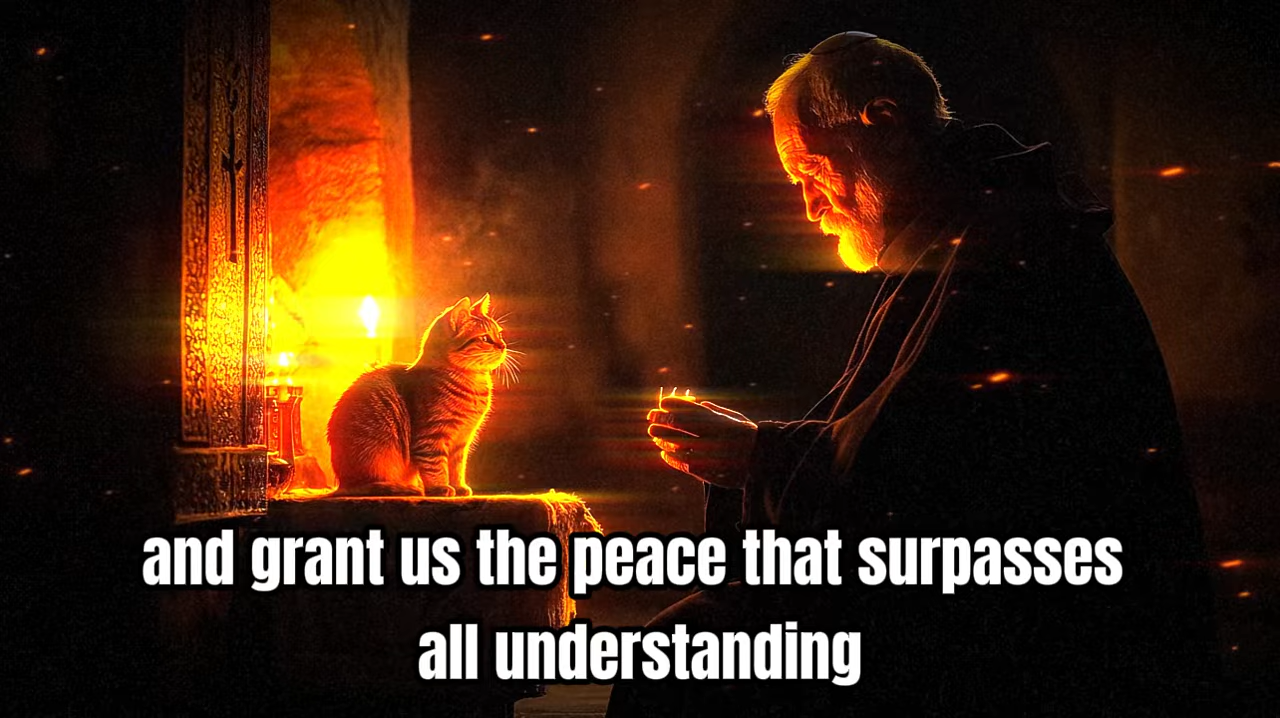 and grant us the peace that surpasses
all understanding